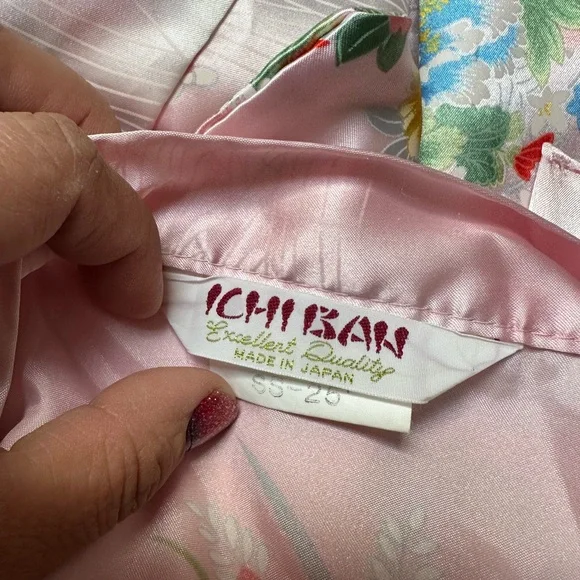 ICHI BAN
Excellent Quality
MADE IN JAPAN
SS-25